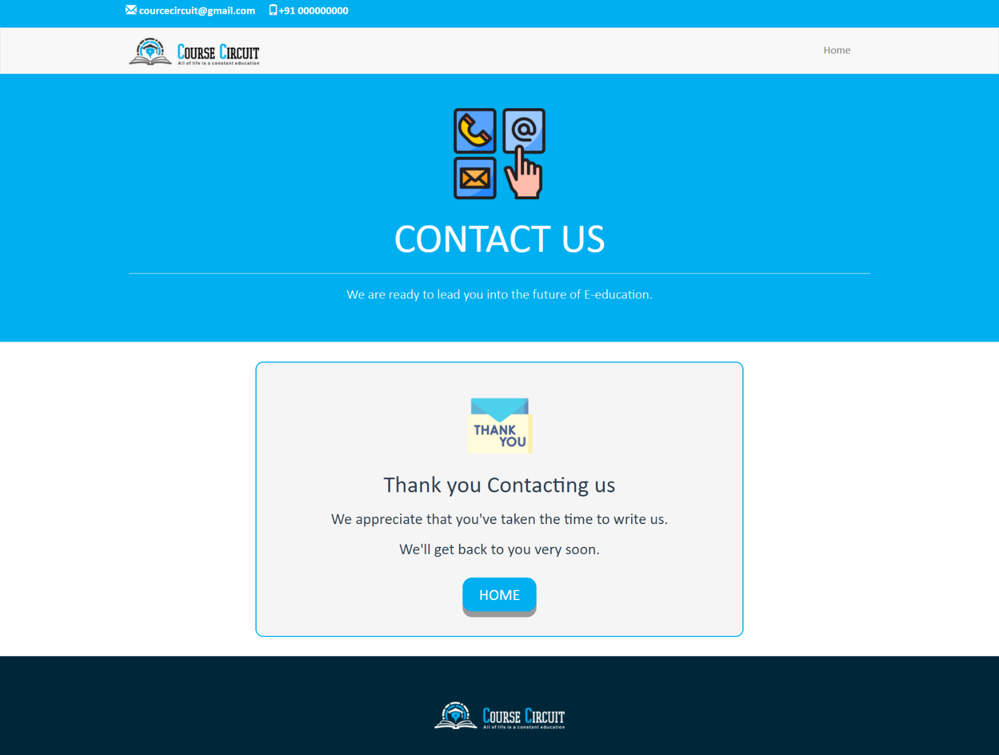 courcecircuit@gmail.com +91 000000000
COURSE CIRCUIT
All of life is a constant education
Home
@
CONTACT US
We are ready to lead you into the future of E-education.
THANK
YOU
Thank you Contacting us
We appreciate that you've taken the time to write us.
We'll get back to you very soon.
HOME
COURSE CIRCUIT
All of life is a constant education